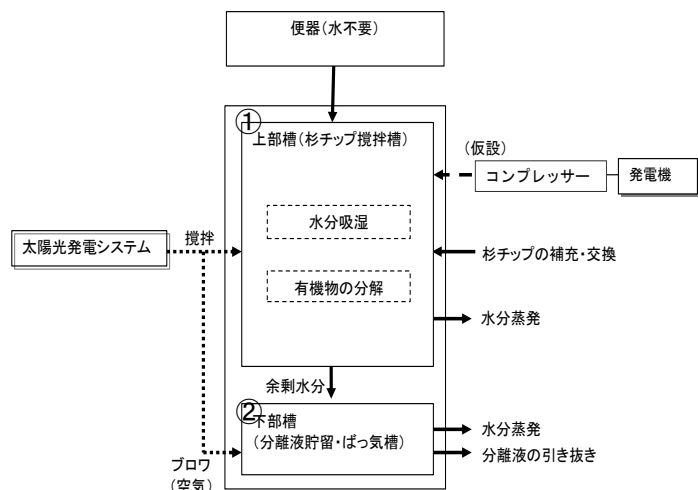 便器（水不要）
①
上部槽（杉チップ撹拌槽）
（仮設）
コンプレッサー
発電機
水分吸湿
撹拌
太陽光発電システム
杉チップの補充・交換
有機物の分解
水分蒸発
余剰水分
②
下部槽
（分離液貯留・ばっ気槽）
水分蒸発
分離液の引き抜き
ブロワ
（空気）